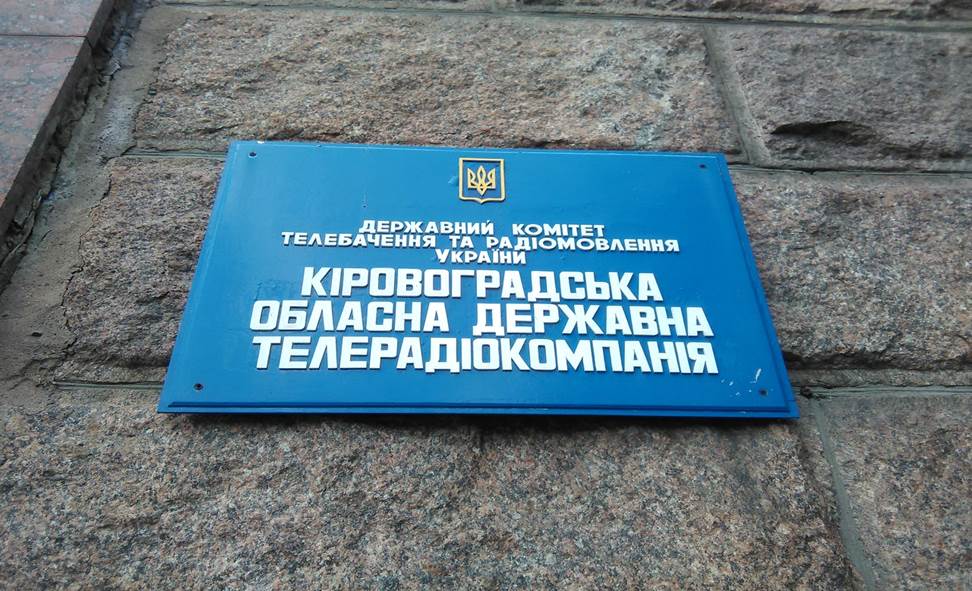 ДЕРЖАВНИЙ КОМІТЕТ
ТЕЛЕБАЧЕННЯ ТА РАДІОМОВЛЕННЯ
УКРАЇНИ
КІРОВОГРАДСЬКА
ОБЛАСНА ДЕРЖАВНА
ТЕЛЕРАДІОКОМПАНІЯ